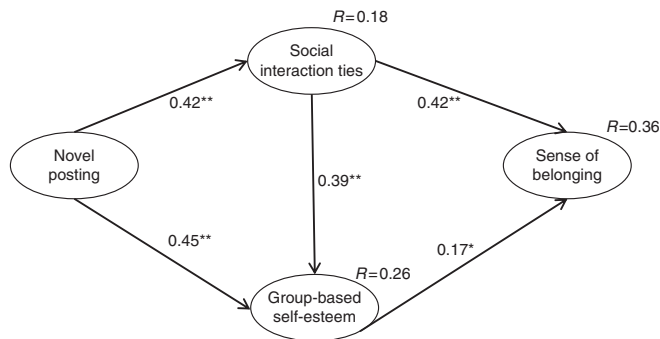 R=0.18
Social
interaction ties
0.42**
0.42**
R=0.36
Novel
posting
Sense of
belonging
0.39**
0.45**
0.17*
R=0.26
Group-based
self-esteem